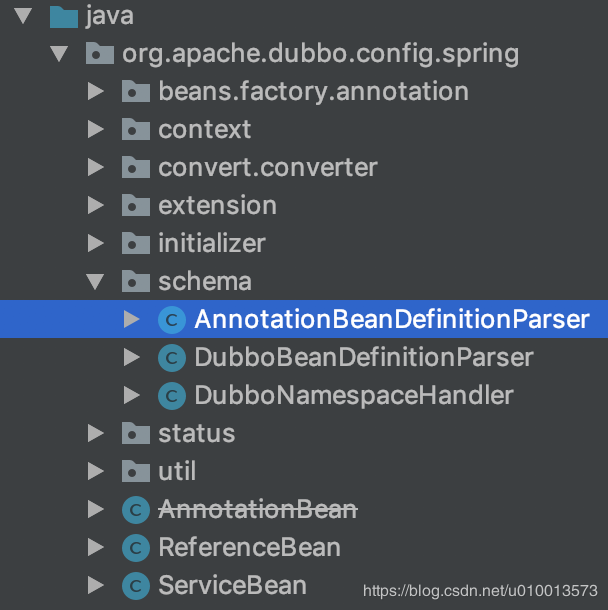 java
org.apache.dubbo.config.spring
beans.factory.annotation
context
convert.converter
extension
initializer
schema
C AnnotationBeanDefinitionParser
C DubboBeanDefinitionParser
C DubboNamespaceHandler
status
util
C AnnotationBean
C ReferenceBean
C ServiceBean
https://blog.csdn.net/u010013573